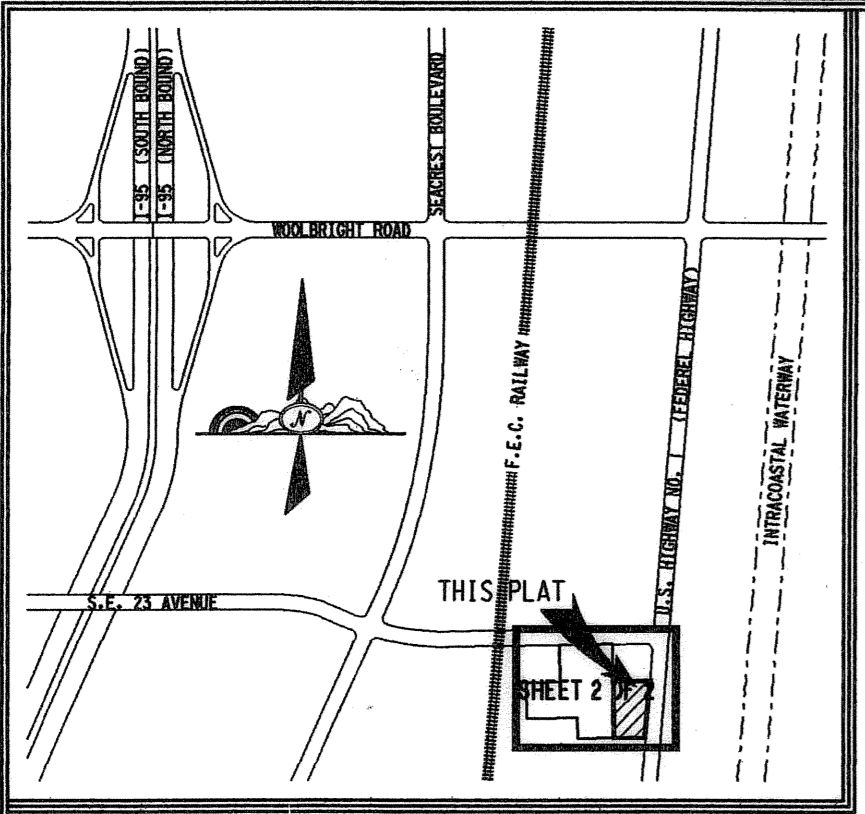 I-95 (SOUTH BOUND)
I-95 (NORTH BOUND)
SEACREST BOULEVARD
WOOLBRIGHT ROAD
N
F.E.C. RAILWAY
U.S. HIGHWAY NO. 1 (FEDEREL HIGHWAY)
INTRACOASTAL WATERWAY
S.E. 23 AVENUE
THIS PLAT
SHEET 2 OF 2